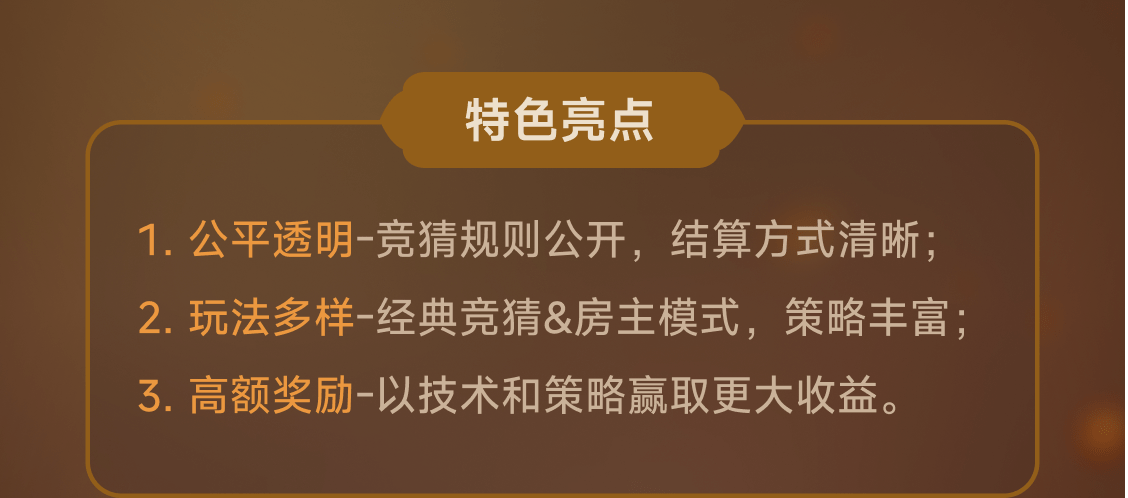 特色亮点
1. 公平透明-竞猜规则公开，结算方式清晰；
2. 玩法多样-经典竞猜&房主模式，策略丰富；
3. 高额奖励-以技术和策略赢取更大收益。